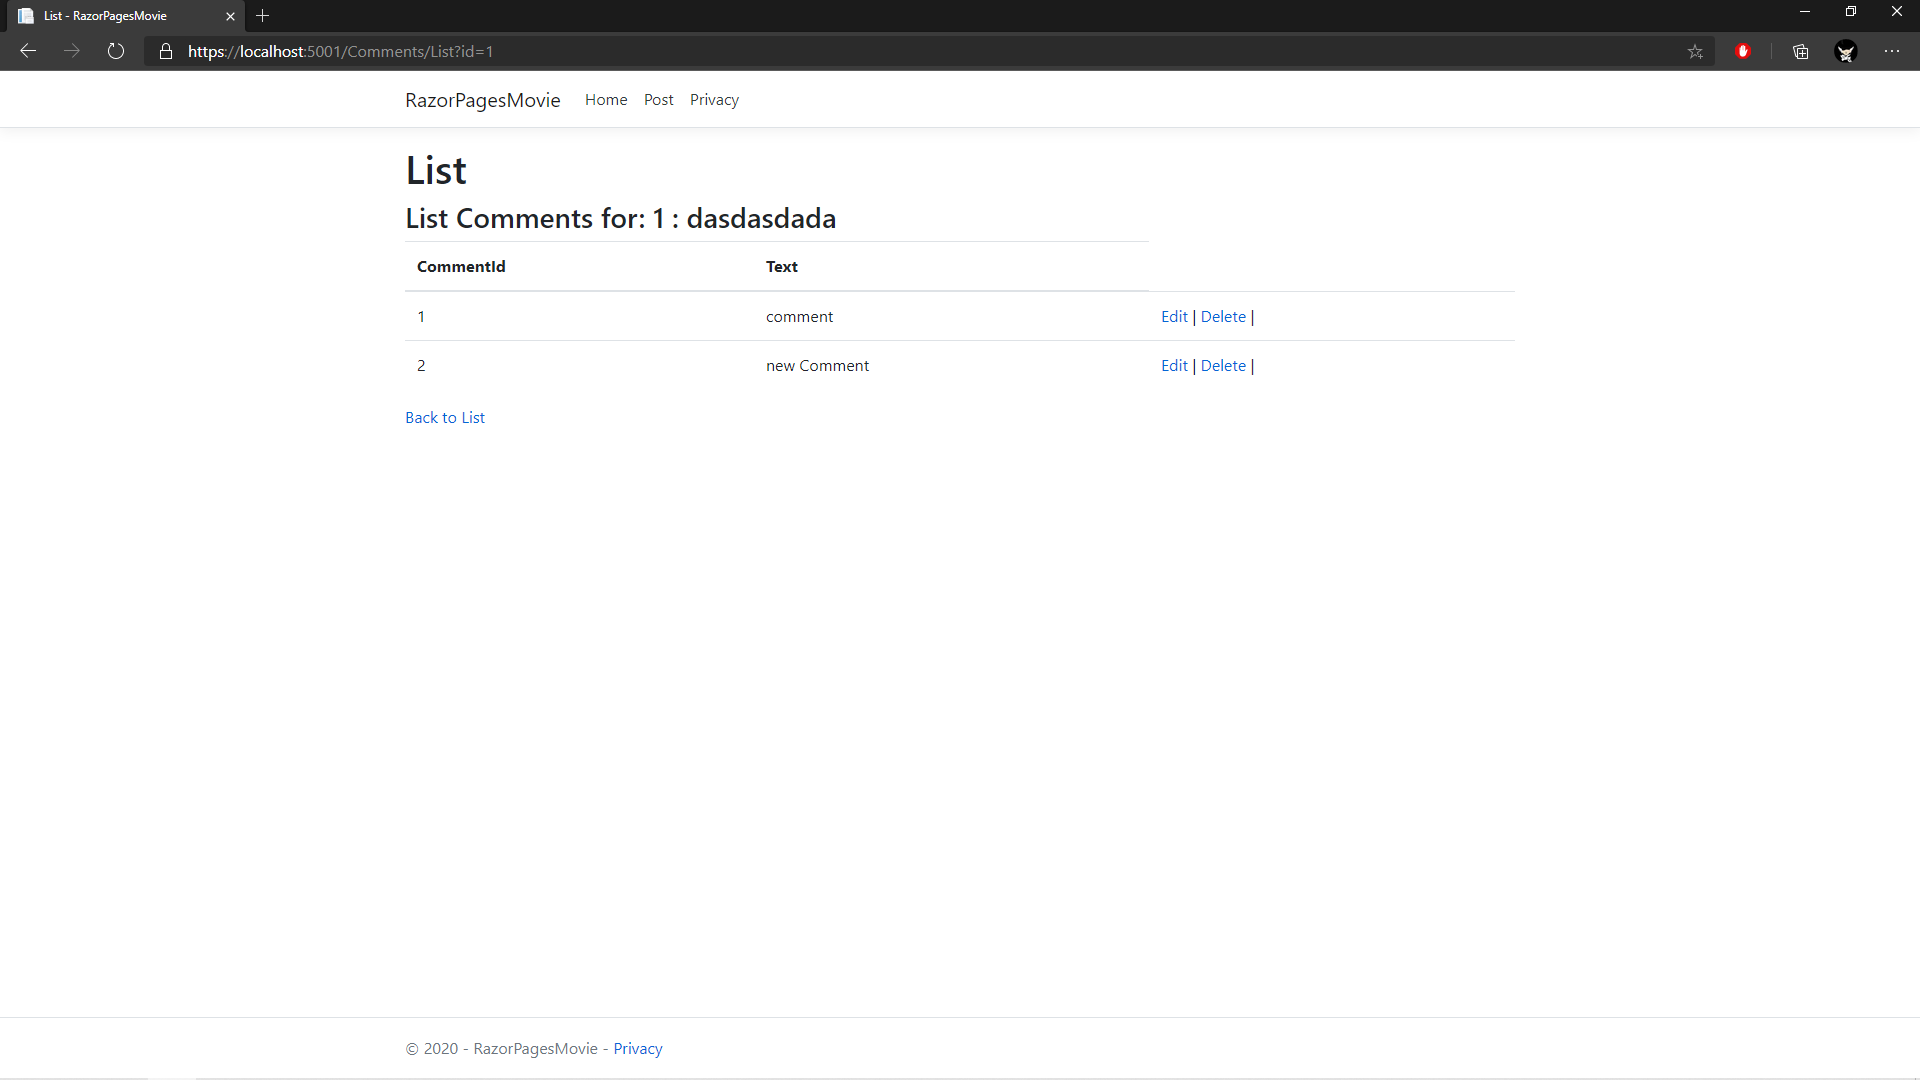 List - RazorPagesMovie
https://localhost:5001/Comments/List?id=1
RazorPagesMovie Home Post Privacy
List
List Comments for: 1 : dasdasdada
CommentId Text
1 comment Edit | Delete |
2 new Comment Edit | Delete |
Back to List
© 2020 - RazorPagesMovie - Privacy